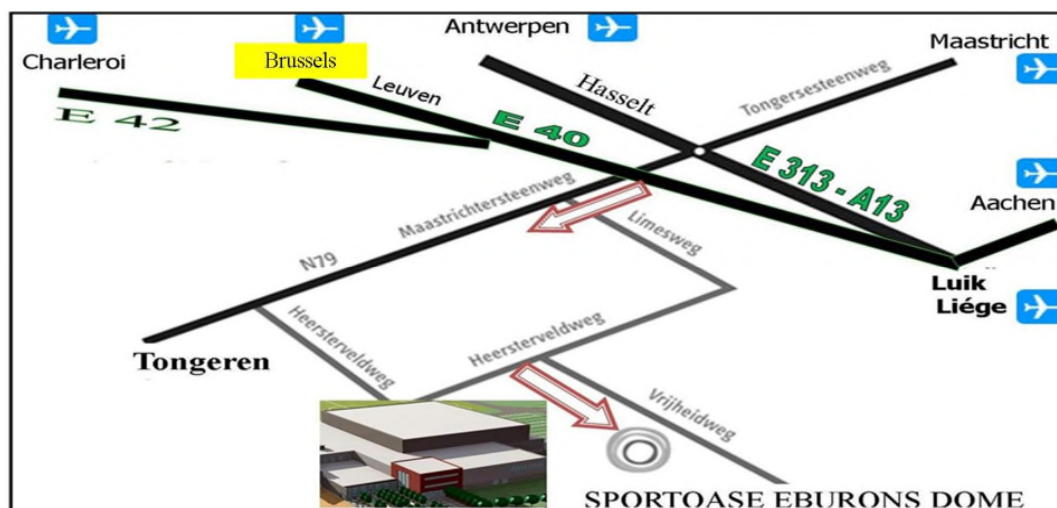 Charleroi
Brussels
Antwerpen
Maastricht
Leuven
Hasselt
Tongersesteenweg
E 42
E 40
E 313 - A13
Aachen
Maastrichtersteenweg
Limesweg
N79
Luik
Liége
Tongeren
Heersterveldweg
Heersterveldweg
Vrijheidweg
SPORTOASE EBURONS DOME